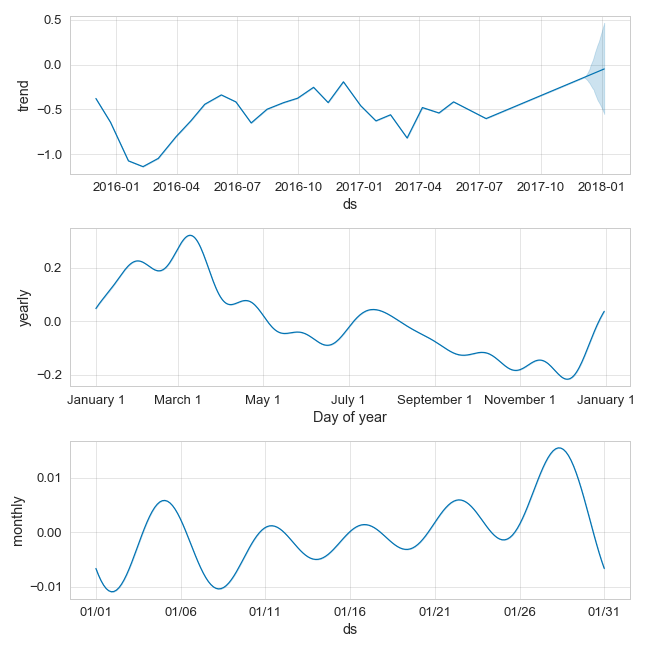 0.5
0.0
−0.5
−1.0
trend
2016-01 2016-04 2016-07 2016-10 2017-01 2017-04 2017-07 2017-10 2018-01
ds
0.2
0.0
−0.2
yearly
January 1 March 1 May 1 July 1 September 1 November 1 January 1
Day of year
0.01
0.00
−0.01
monthly
01/01 01/06 01/11 01/16 01/21 01/26 01/31
ds